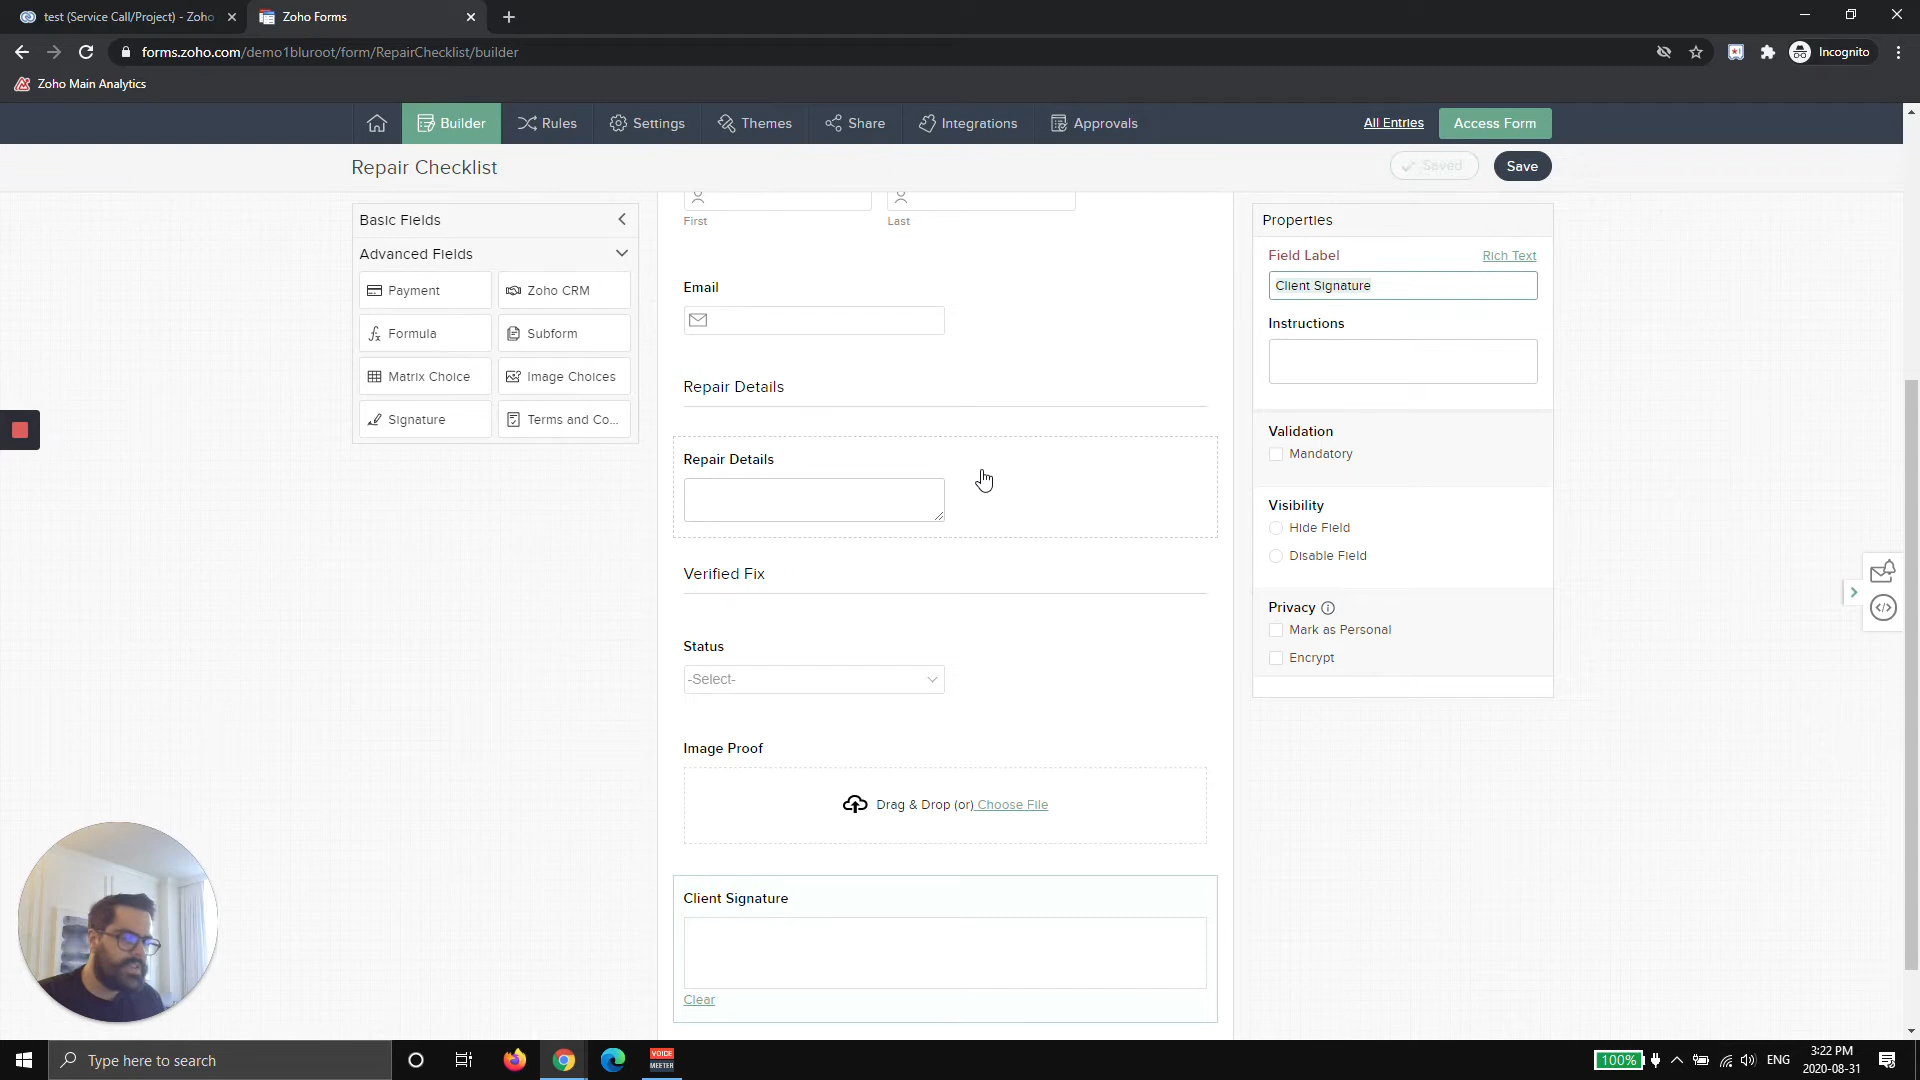 test (Service Call/Project) - Zoho
Zoho Forms
forms.zoho.com/demo1bluroot/form/RepairChecklist/builder
Incognito
Zoho Main Analytics
Builder
Rules
Settings
Themes
Share
Integrations
Approvals
All Entries
Access Form
Repair Checklist
Saved
Save
Basic Fields
Advanced Fields
Payment
Zoho CRM
Formula
Subform
Matrix Choice
Image Choices
Signature
Terms and Co...
First
Last
Email
Repair Details
Repair Details
Verified Fix
Status
-Select-
Image Proof
Drag & Drop (or) Choose File
Client Signature
Clear
Properties
Field Label
Rich Text
Client Signature
Instructions
Validation
Mandatory
Visibility
Hide Field
Disable Field
Privacy
Mark as Personal
Encrypt
Type here to search
VOICE
MEETER
100%
ENG
3:22 PM
2020-08-31